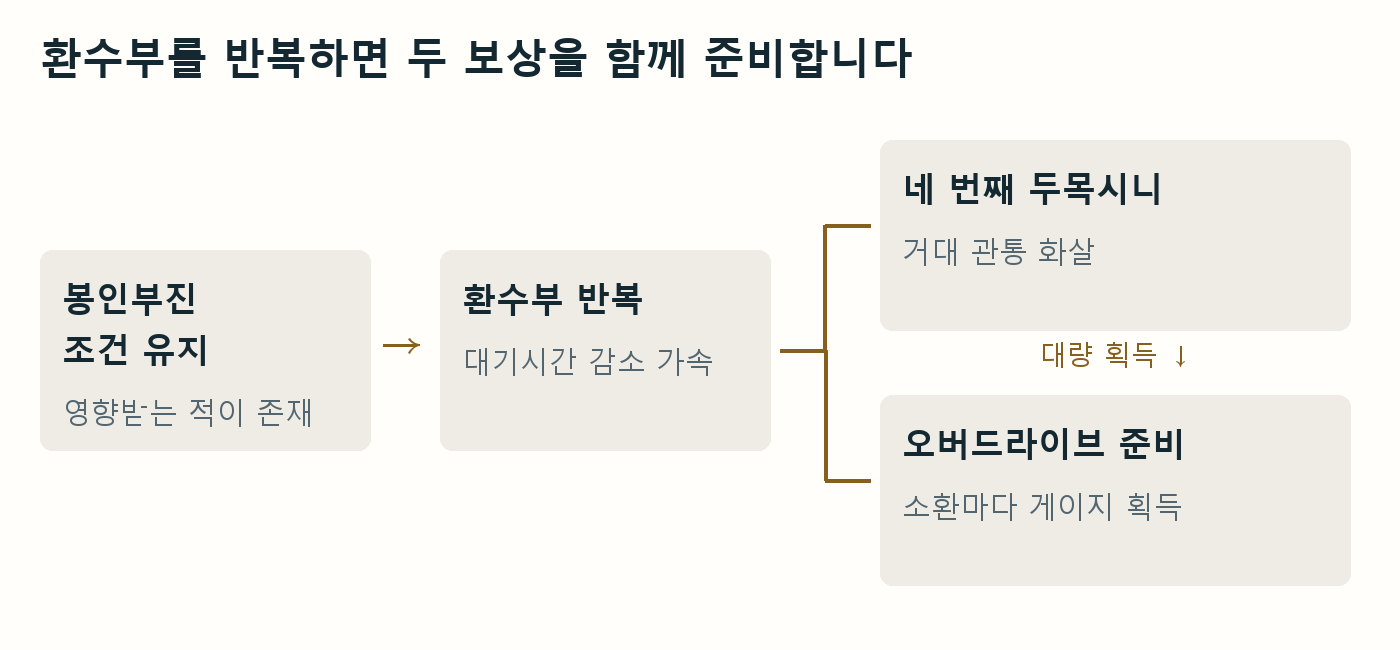 환수부를 반복하면 두 보상을 함께 준비합니다
봉인부진
조건 유지
영향받는 적이 존재
→
환수부 반복
대기시간 감소 가속
네 번째 두목시니
거대 관통 화살
대량 획득 ↓
오버드라이브 준비
소환마다 게이지 획득